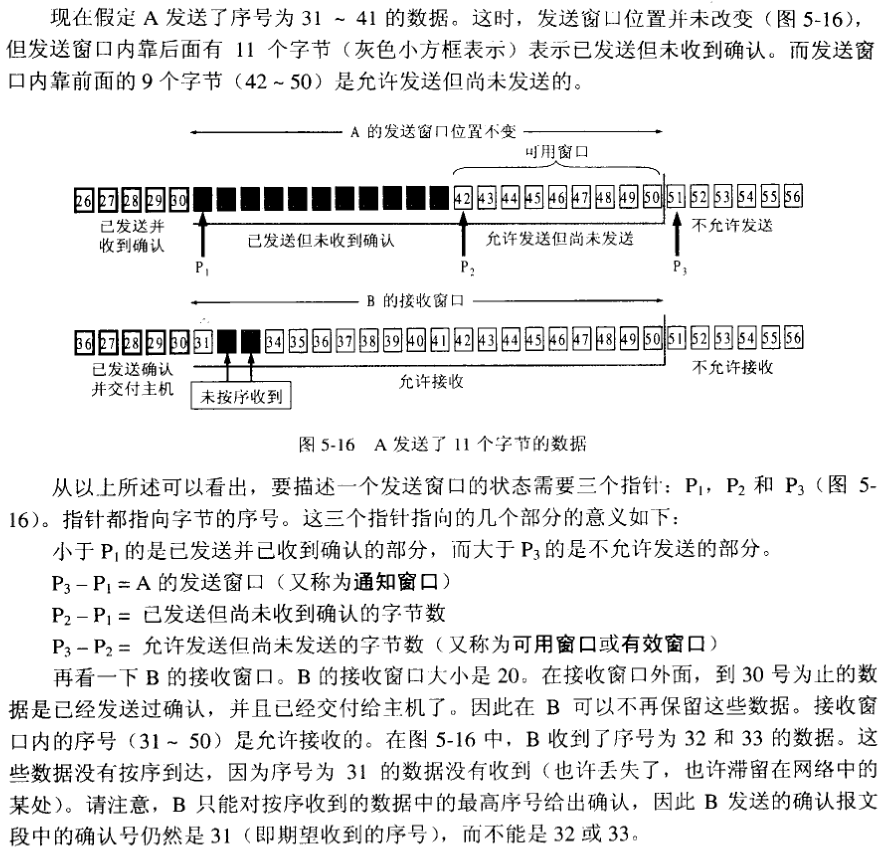 现在假定 A 发送了序号为 31 ~ 41 的数据。这时，发送窗口位置并未改变（图 5-16），
但发送窗口内靠后面有 11 个字节（灰色小方框表示）表示已发送但未收到确认。而发送窗
口内靠前面的 9 个字节（42 ~ 50）是允许发送但尚未发送的。
A 的发送窗口位置不变
可用窗口
26 27 28 29 30 42 43 44 45 46 47 48 49 50 51 52 53 54 55 56
已发送并
收到确认
已发送但未收到确认
允许发送但尚未发送
不允许发送
P1 P2 P3
B 的接收窗口
36 27 28 29 30 31 34 35 36 37 38 39 40 41 42 43 44 45 46 47 48 49 50 51 52 53 54 55 56
已发送确认
并交付主机
未按序收到
允许接收
不允许接收
图 5-16 A 发送了 11 个字节的数据
从以上所述可以看出，要描述一个发送窗口的状态需要三个指针：P1，P2 和 P3（图 5-
16）。指针都指向字节的序号。这三个指针指向的几个部分的意义如下：
小于 P1 的是已发送并已收到确认的部分，而大于 P3 的是不允许发送的部分。
P3 – P1 = A 的发送窗口（又称为通知窗口）
P2 – P1 = 已发送但尚未收到确认的字节数
P3 – P2 = 允许发送但尚未发送的字节数（又称为可用窗口或有效窗口）
再看一下 B 的接收窗口。B 的接收窗口大小是 20。在接收窗口外面，到 30 号为止的数
据是已经发送过确认，并且已经交付给主机了。因此在 B 可以不再保留这些数据。接收窗
口内的序号（31 ~ 50）是允许接收的。在图 5-16 中，B 收到了序号为 32 和 33 的数据。这
些数据没有按序到达，因为序号为 31 的数据没有收到（也许丢失了，也许滞留在网络中的
某处）。请注意，B 只能对按序收到的数据中的最高序号给出确认，因此 B 发送的确认报文
段中的确认号仍然是 31（即期望收到的序号），而不能是 32 或 33。